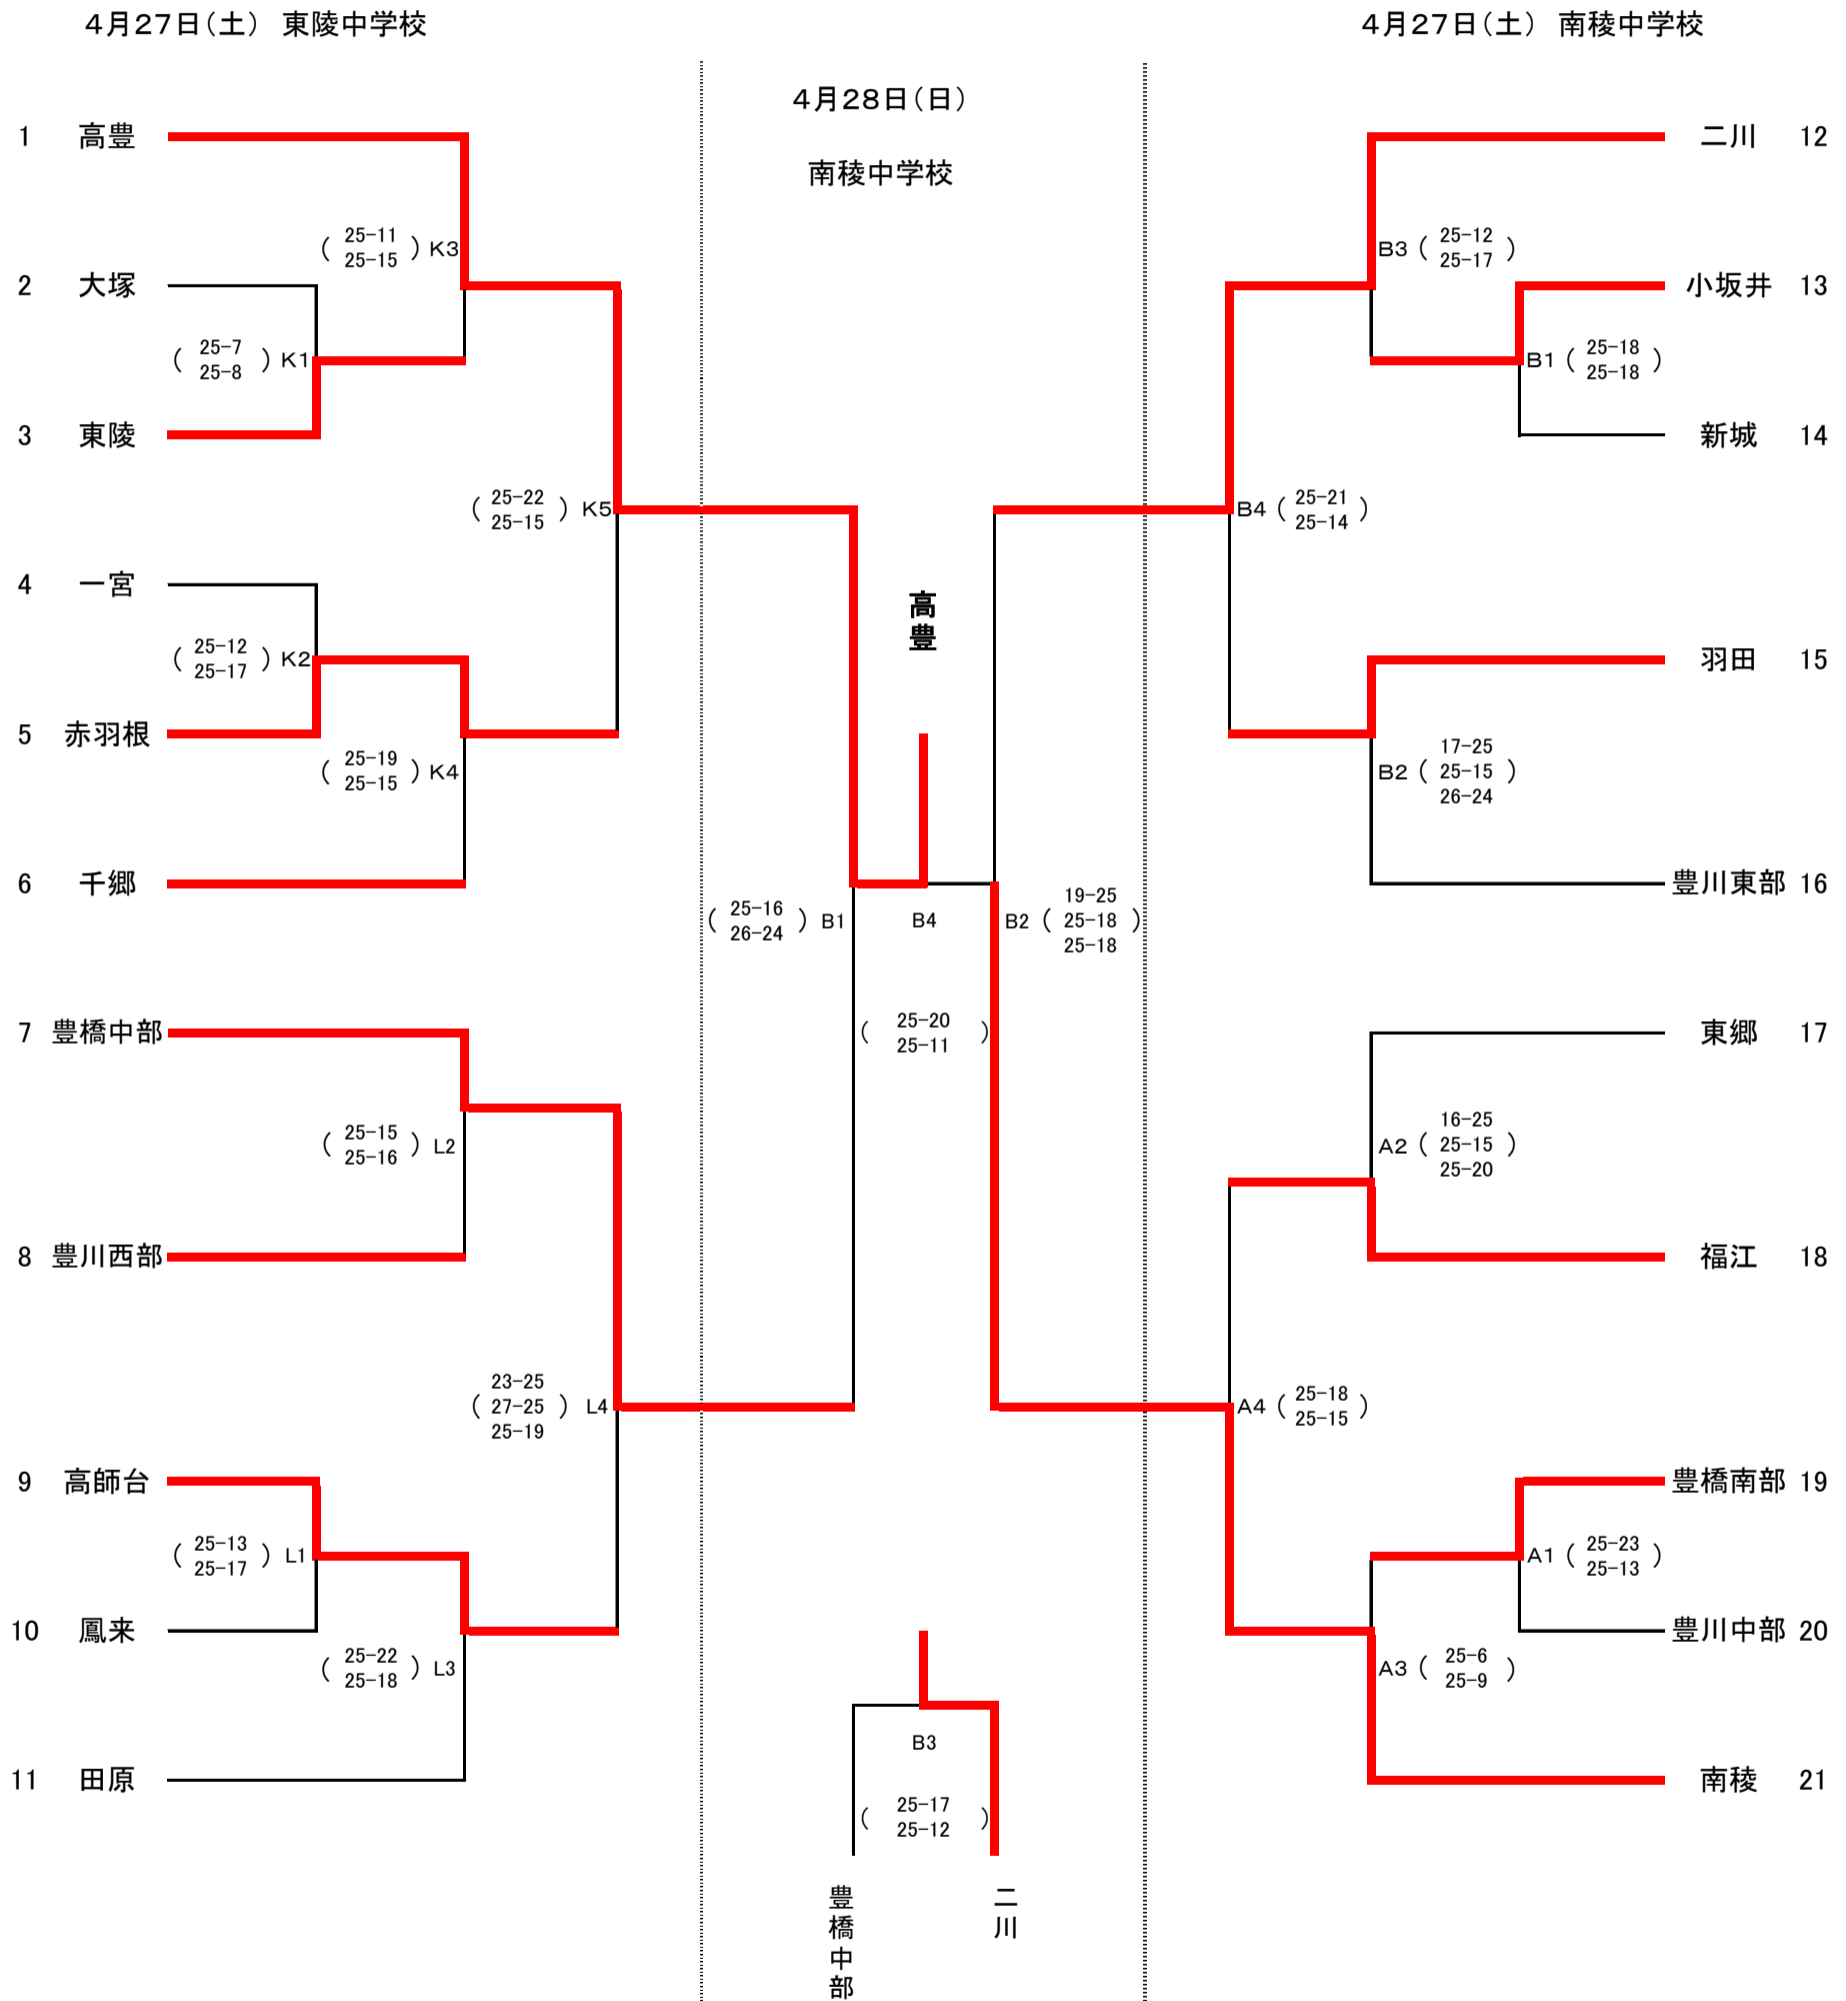 4月27日(土) 東陵中学校
4月27日(土) 南稜中学校
4月28日(日)
南稜中学校
1 高豊
2 大塚
3 東陵
4 一宮
5 赤羽根
6 千郷
7 豊橋中部
8 豊川西部
9 高師台
10 鳳来
11 田原
( 25-11
25-15 ) K3
( 25-7
25-8 ) K1
( 25-22
25-15 ) K5
( 25-12
25-17 ) K2
( 25-19
25-15 ) K4
( 25-15
25-16 ) L2
( 23-25
27-25
25-19 ) L4
( 25-13
25-17 ) L1
( 25-22
25-18 ) L3
高豊
( 25-16
26-24 ) B1
B4
( 25-20
25-11 )
B2 ( 19-25
25-18
25-18 )
B3
( 25-17
25-12 )
豊橋中部
二川
二川 12
小坂井 13
新城 14
羽田 15
豊川東部 16
東郷 17
福江 18
豊橋南部 19
豊川中部 20
南稜 21
B3 ( 25-12
25-17 )
B1 ( 25-18
25-18 )
B4 ( 25-21
25-14 )
B2 ( 17-25
25-15
26-24 )
A2 ( 16-25
25-15
25-20 )
A4 ( 25-18
25-15 )
A1 ( 25-23
25-13 )
A3 ( 25-6
25-9 )